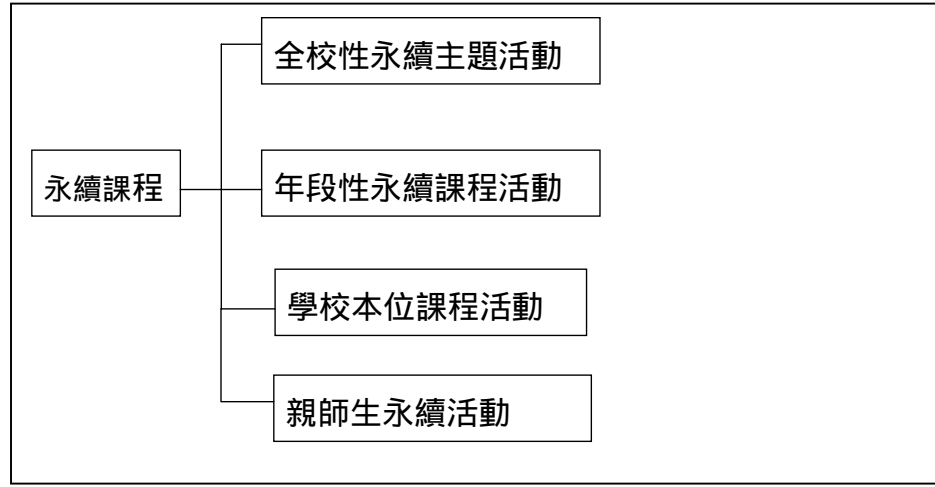 全校性永續主題活動
永續課程
年段性永續課程活動
學校本位課程活動
親師生永續活動